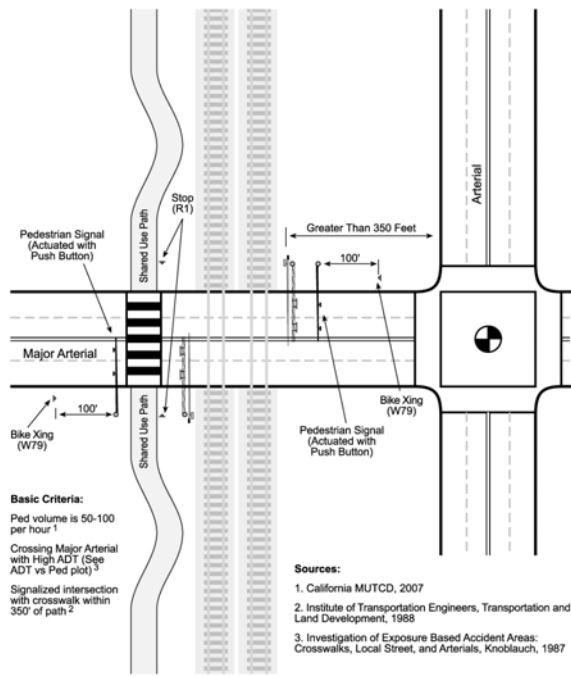 Arterial
Stop
(R1)
Shared Use Path
Greater Than 350 Feet
Pedestrian Signal
(Actuated with
Push Button)
100'
Major Arterial
Bike Xing
(W79)
100'
Bike Xing
(W79)
Pedestrian Signal
(Actuated with
Push Button)
Shared Use Path
Basic Criteria:
Ped volume is 50-100
per hour 1
Crossing Major Arterial
with High ADT (See
ADT vs Ped plot) 3
Signalized intersection
with crosswalk within
350' of path 2
Sources:
1. California MUTCD, 2007
2. Institute of Transportation Engineers, Transportation and
Land Development, 1988
3. Investigation of Exposure Based Accident Areas:
Crosswalks, Local Street, and Arterials, Knoblauch, 1987